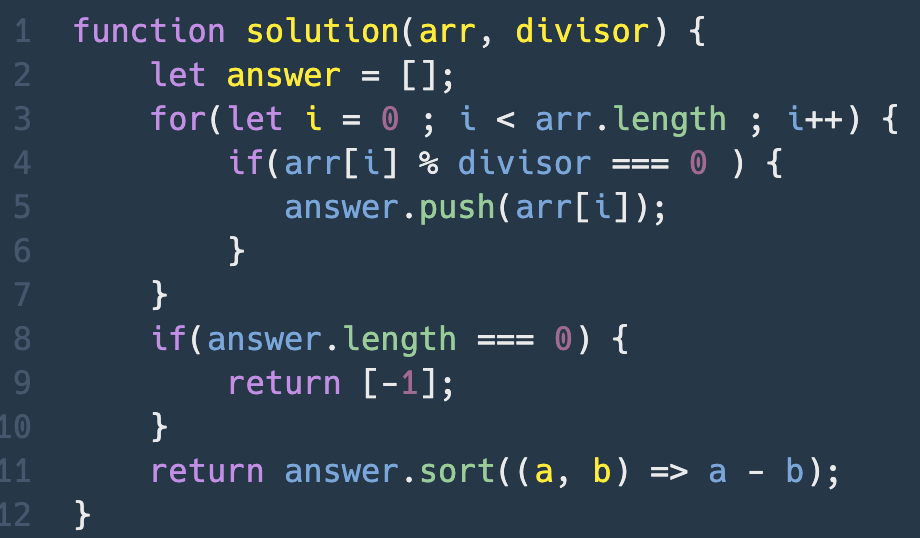 1 function solution(arr, divisor) {
2     let answer = [];
3     for(let i = 0 ; i < arr.length ; i++) {
4         if(arr[i] % divisor === 0 ) {
5            answer.push(arr[i]);
6         }
7     }
8     if(answer.length === 0) {
9         return [-1];
10     }
11     return answer.sort((a, b) => a - b);
12 }